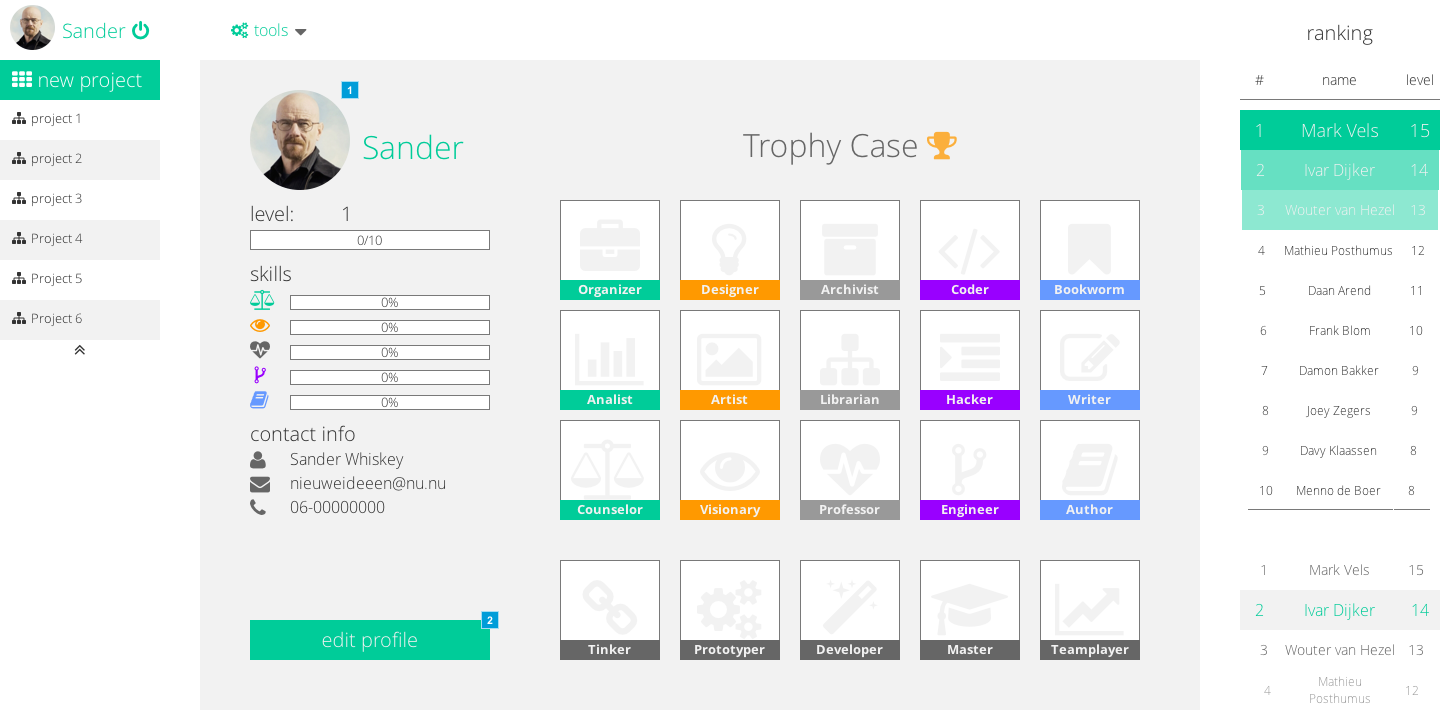 Sander
new project
project 1
project 2
project 3
Project 4
Project 5
Project 6
tools
1
Sander
level: 1
0/10
skills
0%
0%
0%
0%
0%
contact info
Sander Whiskey
nieuweideeen@nu.nu
06-00000000
2
edit profile
Trophy Case
Organizer Designer Archivist Coder Bookworm
Analist Artist Librarian Hacker Writer
Counselor Visionary Professor Engineer Author
Tinker Prototyper Developer Master Teamplayer
ranking
# name level
1 Mark Vels 15
2 Ivar Dijker 14
3 Wouter van Hezel 13
4 Mathieu Posthumus 12
5 Daan Arend 11
6 Frank Blom 10
7 Damon Bakker 9
8 Joey Zegers 9
9 Davy Klaassen 8
10 Menno de Boer 8
1 Mark Vels 15
2 Ivar Dijker 14
3 Wouter van Hezel 13
4 Mathieu 12
Posthumus